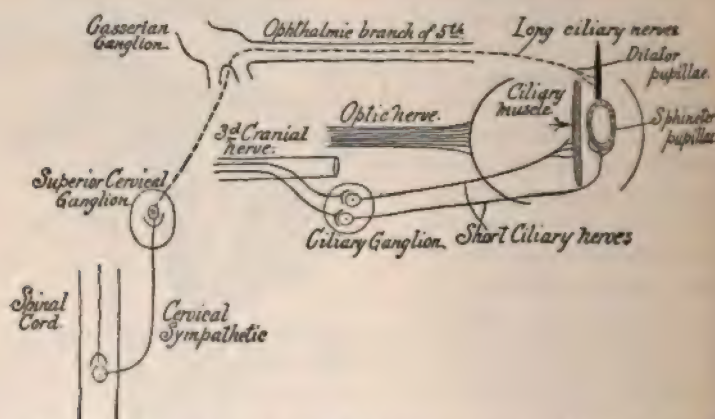 Gasserian
Ganglion.
Ophthalmic branch of 5th
Long ciliary nerves
Dilator
pupillae.
Ciliary
muscle
Optic nerve.
Sphincter
pupillae
3d Cranial
nerve.
Superior Cervical
Ganglion.
Ciliary Ganglion.
Short Ciliary nerves
Spinal
Cord.
Cervical
Sympathetic